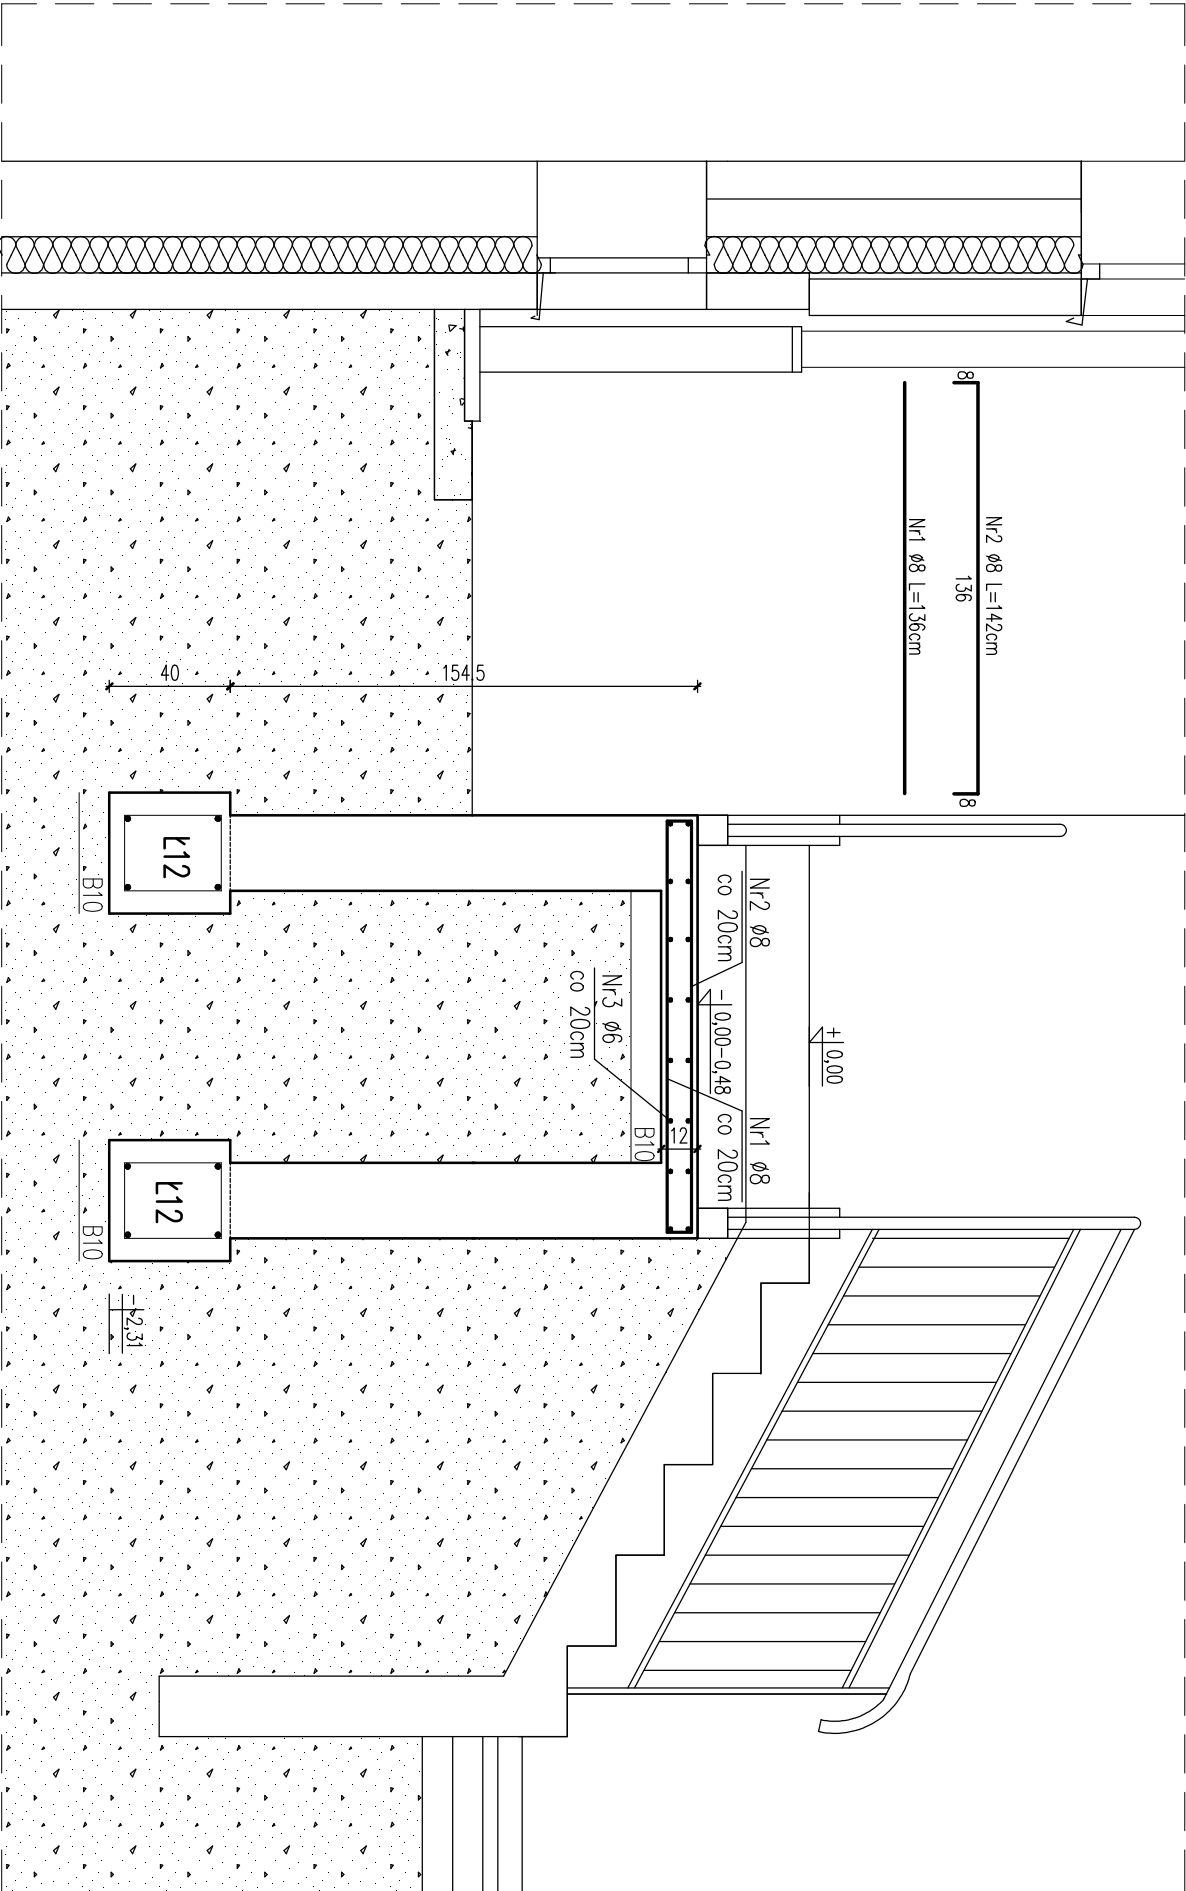 Nr2 ø8 L=142cm
8
136
8
Nr1 ø8 L=136cm
+
0,00
Nr2 ø8
co 20cm
-
0,00-0,48
Nr1 ø8
co 20cm
12
B10
Nr3 ø6
co 20cm
154.5
40
Ł12
B10
Ł12
B10
-
2,31